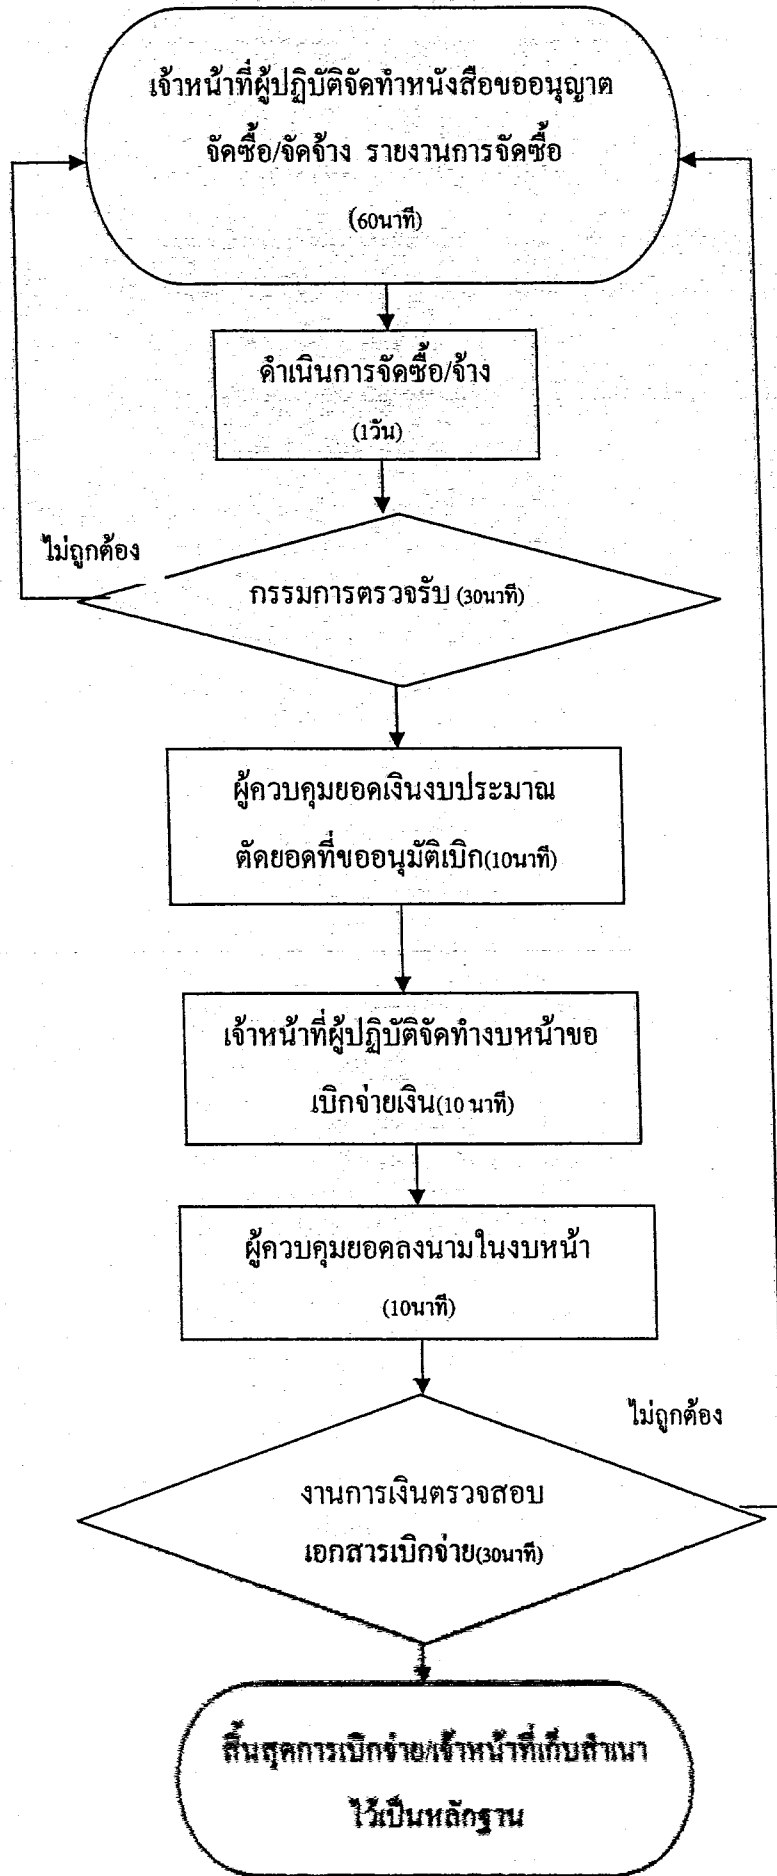 เจ้าหน้าที่ผู้ปฏิบัติจัดทำหนังสือขออนุญาต
จัดซื้อ/จัดจ้าง รายงานการจัดซื้อ
(60นาที)
ดำเนินการจัดซื้อ/จ้าง
(1วัน)
ไม่ถูกต้อง
กรรมการตรวจรับ (30นาที)
ผู้ควบคุมยอดเงินงบประมาณ
ตัดยอดที่ขออนุมัติเบิก(10นาที)
เจ้าหน้าที่ผู้ปฏิบัติจัดทำงบหน้าขอ
เบิกจ่ายเงิน(10 นาที)
ผู้ควบคุมยอดลงนามในงบหน้า
(10นาที)
ไม่ถูกต้อง
งานการเงินตรวจสอบ
เอกสารเบิกจ่าย(30นาที)
สิ้นสุดการเบิกจ่าย/เจ้าหน้าที่เก็บสำเนา
ไว้เป็นหลักฐาน